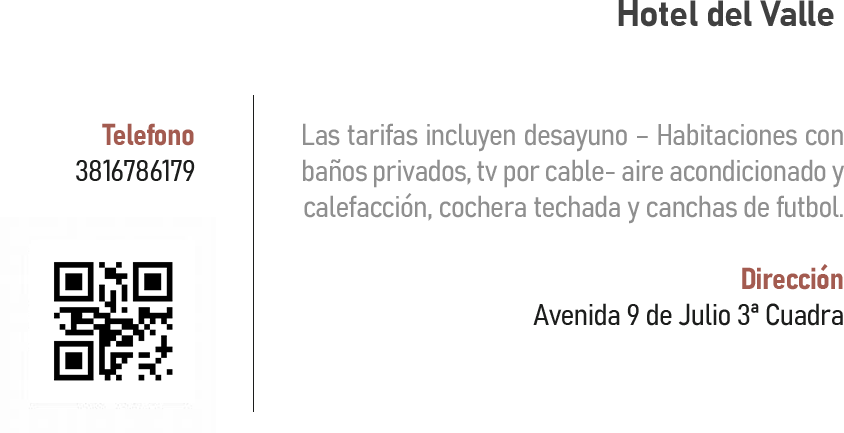 Hotel del Valle
Telefono
3816786179
Las tarifas incluyen desayuno – Habitaciones con
baños privados, tv por cable- aire acondicionado y
calefacción, cochera techada y canchas de futbol.
Dirección
Avenida 9 de Julio 3ª Cuadra